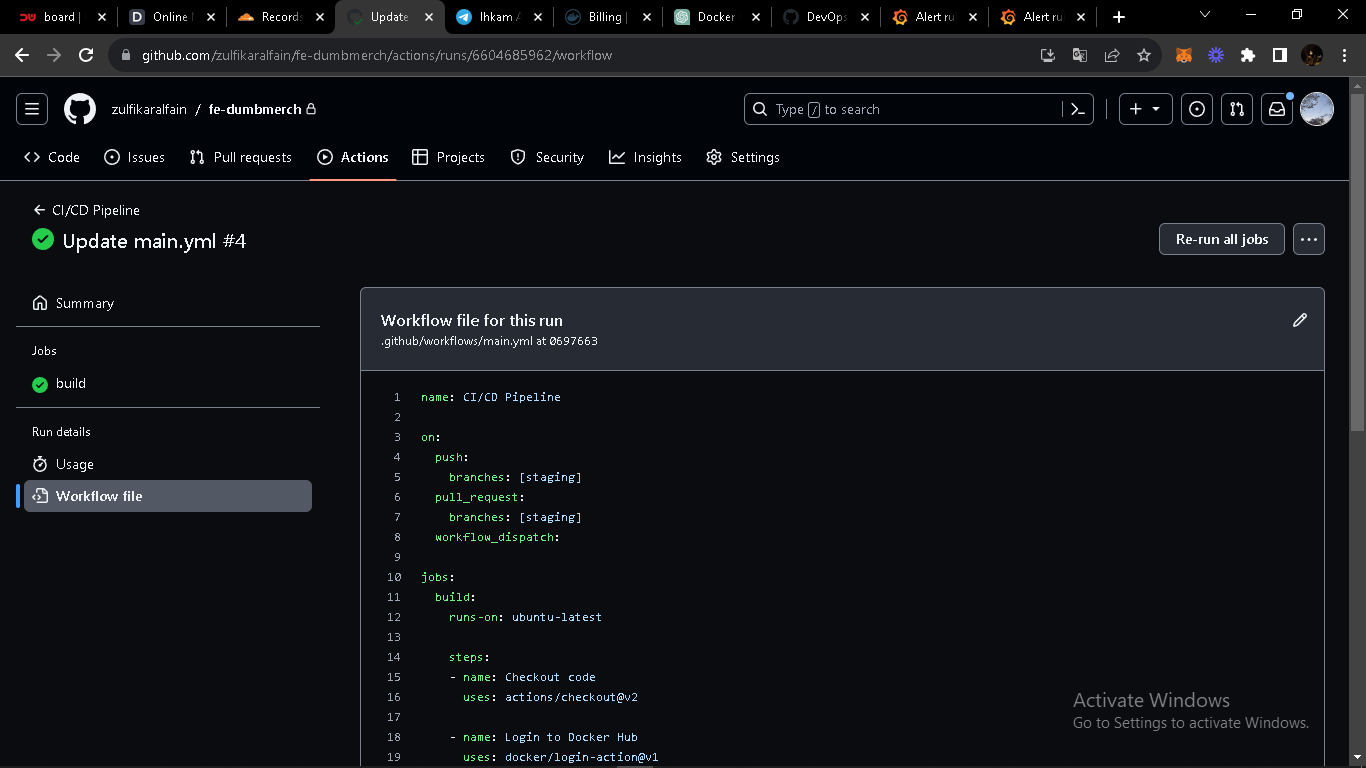 board |
Online
Records
Update
Ihkam A
Billing |
Docker
DevOps
Alert ru
Alert ru
github.com/zulfikaralfain/fe-dumbmerch/actions/runs/6604685962/workflow
zulfikaralfain / fe-dumbmerch
Type / to search
Code
Issues
Pull requests
Actions
Projects
Security
Insights
Settings
CI/CD Pipeline
Update main.yml #4
Re-run all jobs
Summary
Jobs
build
Run details
Usage
Workflow file
Workflow file for this run
.github/workflows/main.yml at 0697663
1 name: CI/CD Pipeline
2
3 on:
4 push:
5 branches: [staging]
6 pull_request:
7 branches: [staging]
8 workflow_dispatch:
9
10 jobs:
11 build:
12 runs-on: ubuntu-latest
13
14 steps:
15 - name: Checkout code
16 uses: actions/checkout@v2
17
18 - name: Login to Docker Hub
19 uses: docker/login-action@v1
Activate Windows
Go to Settings to activate Windows.